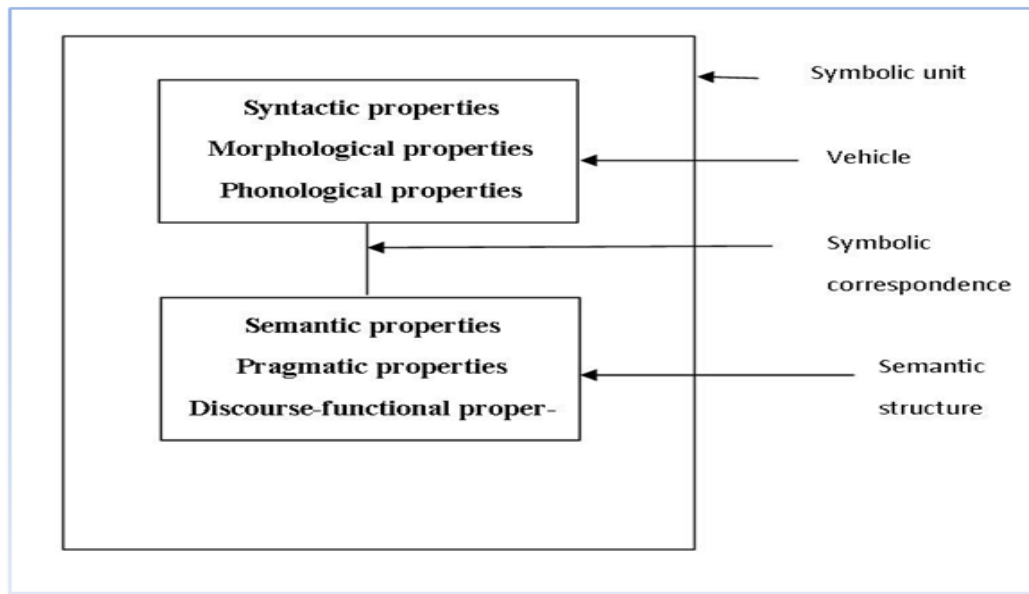 Symbolic unit
Syntactic properties
Morphological properties
Phonological properties
Vehicle
Symbolic
correspondence
Semantic properties
Pragmatic properties
Discourse-functional proper-
Semantic
structure